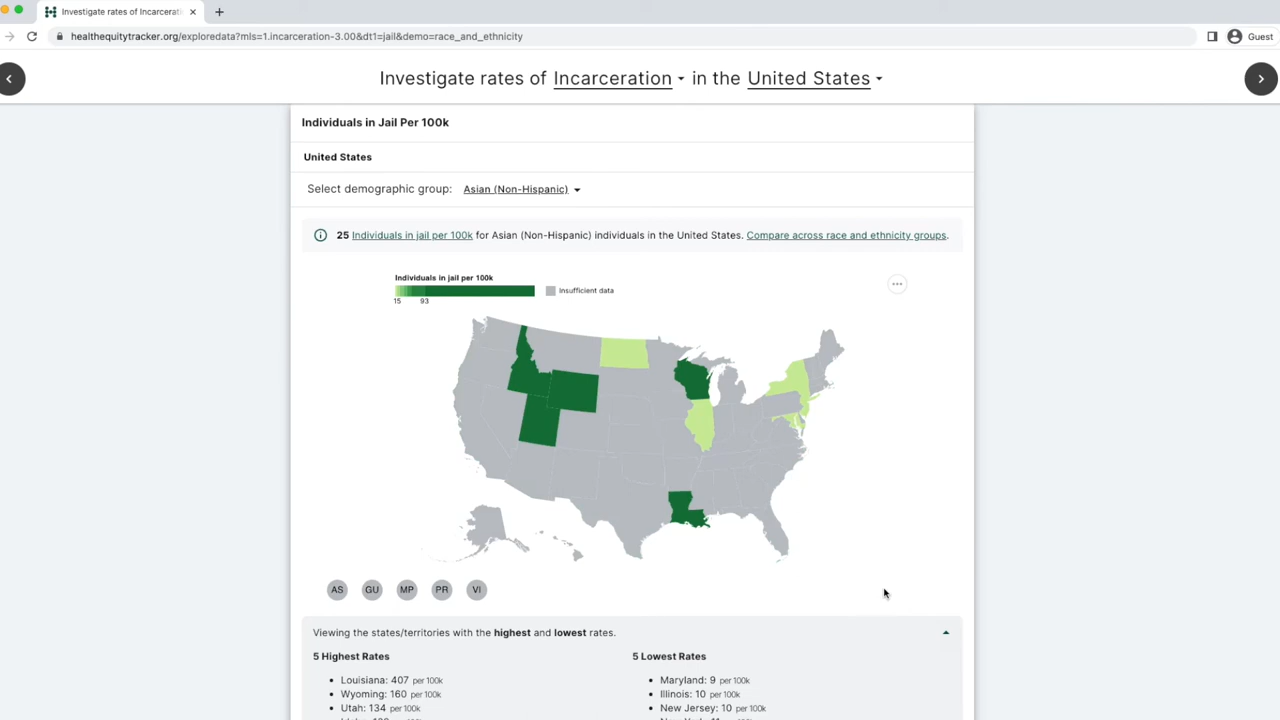 Investigate rates of Incarcerati
healthequitytracker.org/exploredata?mls=1.incarceration-3.00&dt1=jail&demo=race_and_ethnicity
Guest
Investigate rates of Incarceration in the United States
Individuals in Jail Per 100k
United States
Select demographic group: Asian (Non-Hispanic)
25 Individuals in jail per 100k for Asian (Non-Hispanic) individuals in the United States. Compare across race and ethnicity groups.
Individuals in jail per 100k
Insufficient data
15 93
AS GU MP PR VI
Viewing the states/territories with the highest and lowest rates.
5 Highest Rates 5 Lowest Rates
• Louisiana: 407 per 100k • Maryland: 9 per 100k
• Wyoming: 160 per 100k • Illinois: 10 per 100k
• Utah: 134 per 100k • New Jersey: 10 per 100k